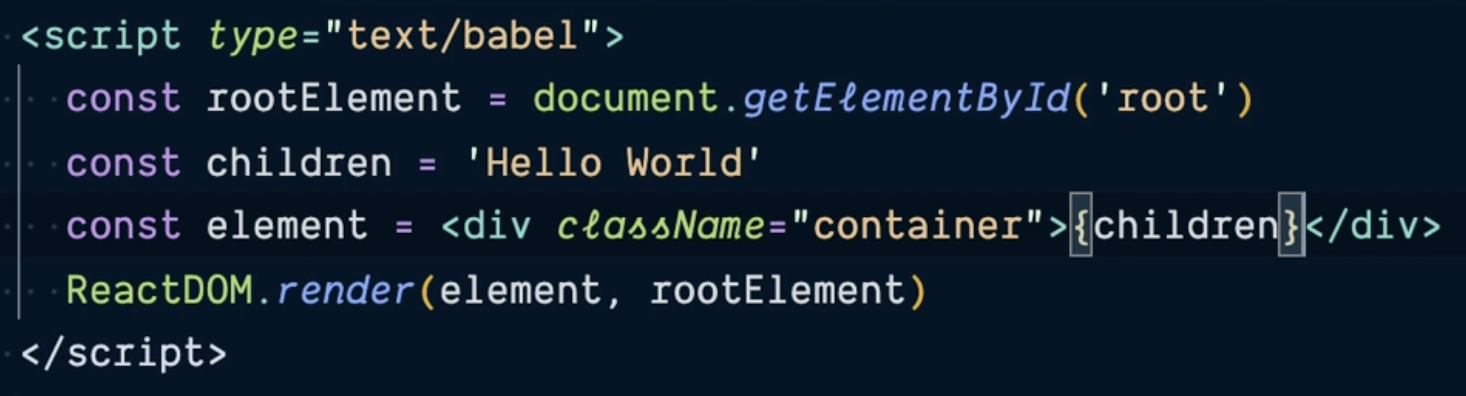 <script type="text/babel">
const rootElement = document.getElementById('root')
const children = 'Hello World'
const element = <div className="container">{children}</div>
ReactDOM.render(element, rootElement)
</script>